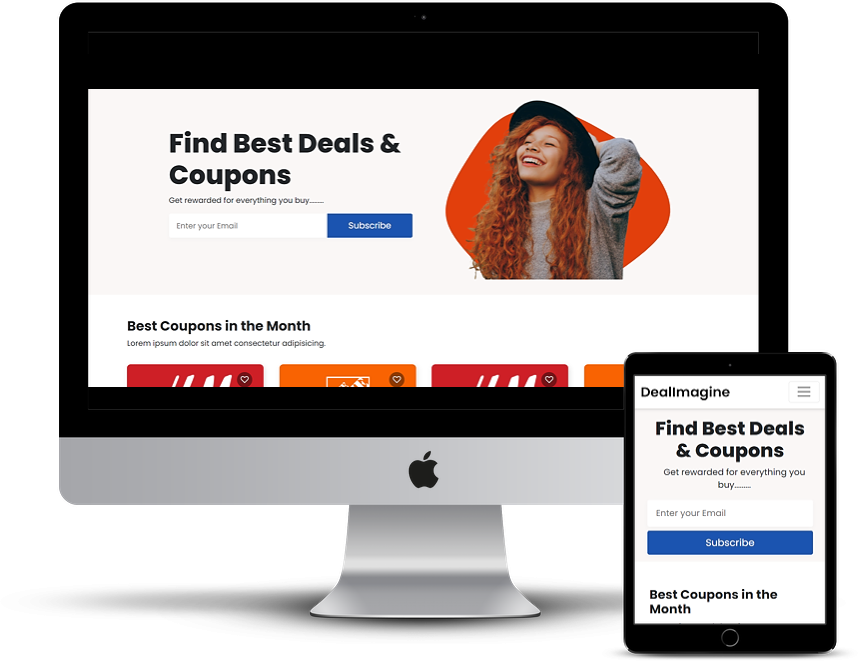 Find Best Deals &
Coupons
Get rewarded for everything you buy........
Enter your Email
Subscribe
Best Coupons in the Month
Lorem ipsum dolor sit amet consectetur adipisicing.
DealImagine
Find Best Deals
& Coupons
Get rewarded for everything you
buy........
Enter your Email
Subscribe
Best Coupons in the
Month